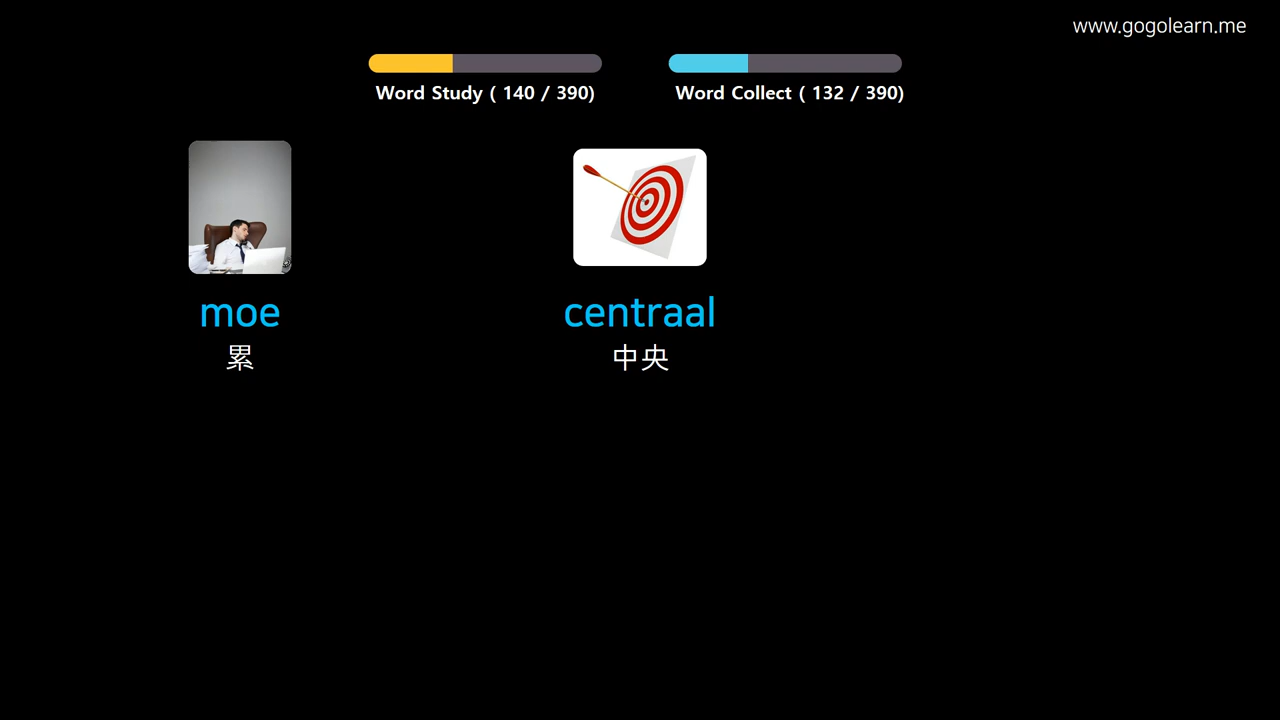 www.gogolearn.me
Word Study ( 140 / 390)
Word Collect ( 132 / 390)
moe
累
centraal
中央